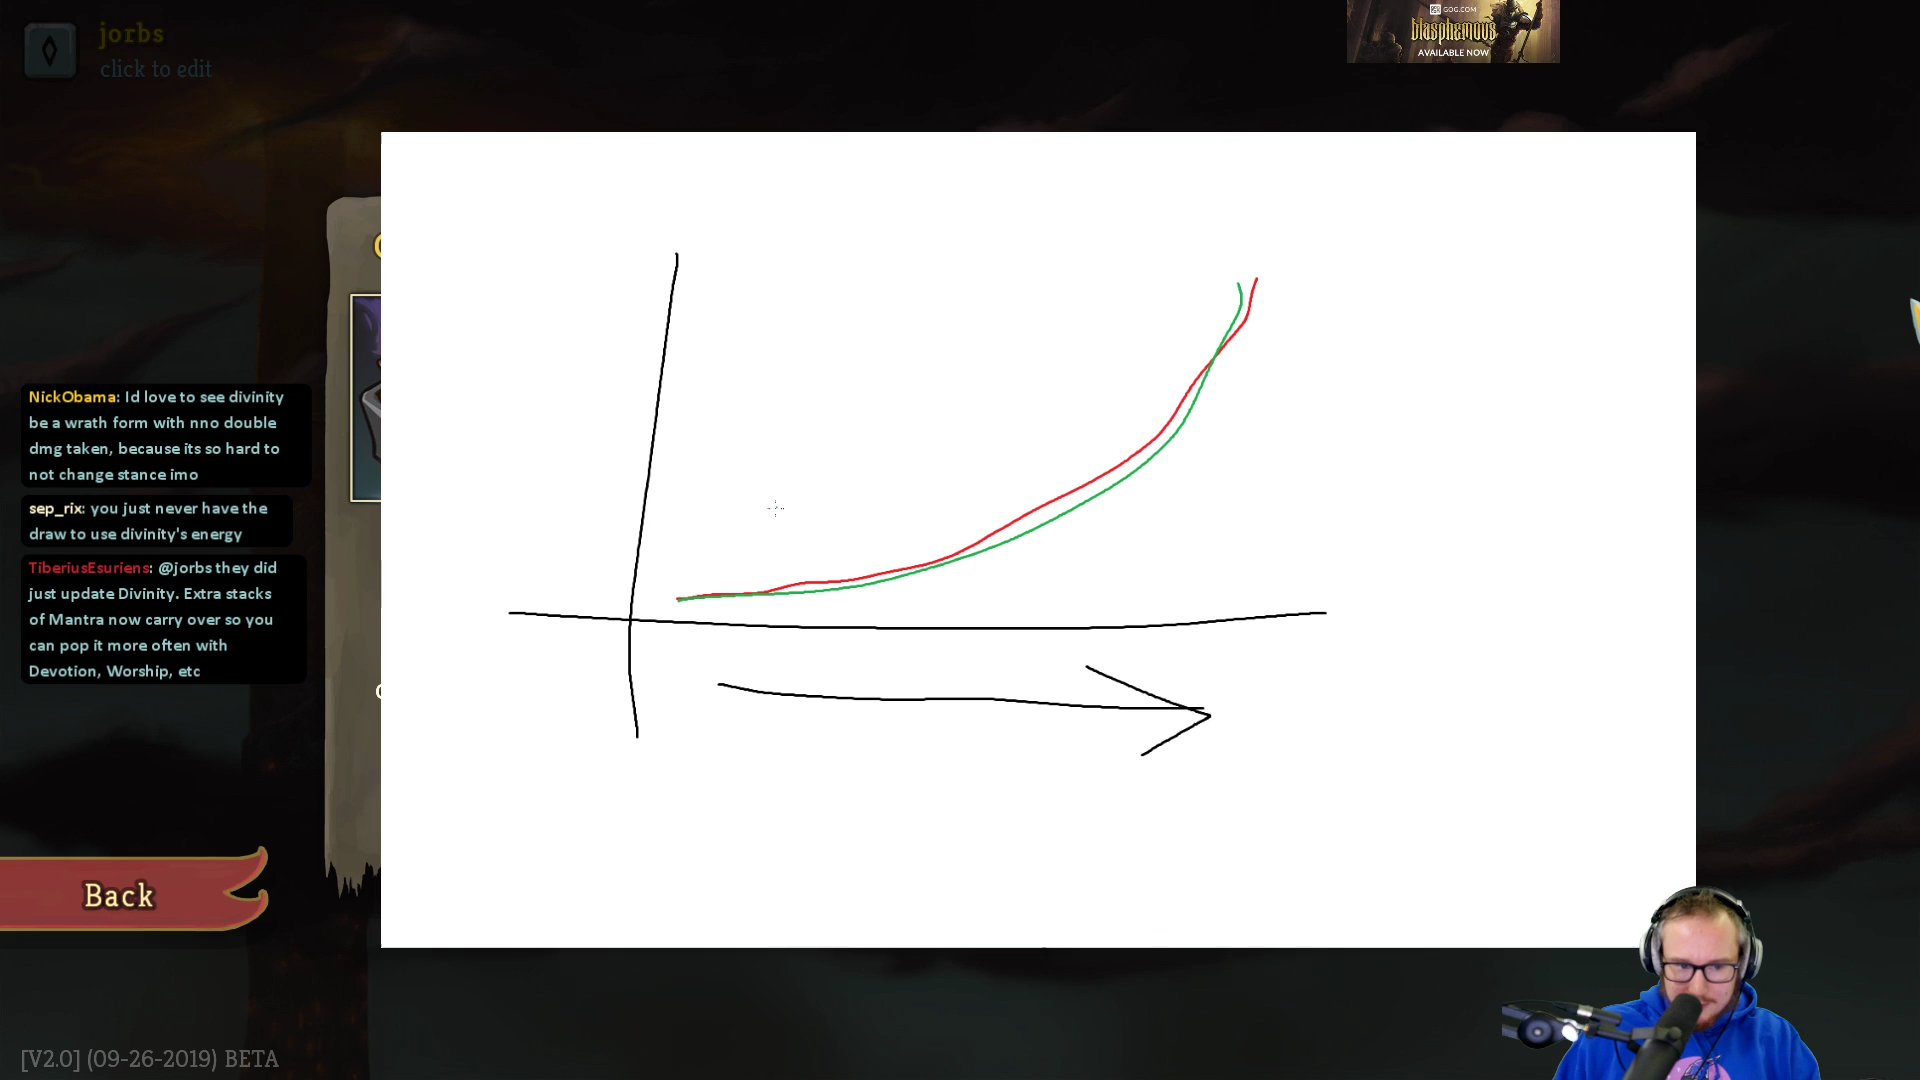 jorbs
click to edit
GOG.COM
blasphemous
AVAILABLE NOW
NickObama: Id love to see divinity
be a wrath form with nno double
dmg taken, because its so hard to
not change stance imo
sep_rix: you just never have the
draw to use divinity's energy
TiberiusEsuriens: @jorbs they did
just update Divinity. Extra stacks
of Mantra now carry over so you
can pop it more often with
Devotion, Worship, etc
Back
[V2.0] (09-26-2019) BETA